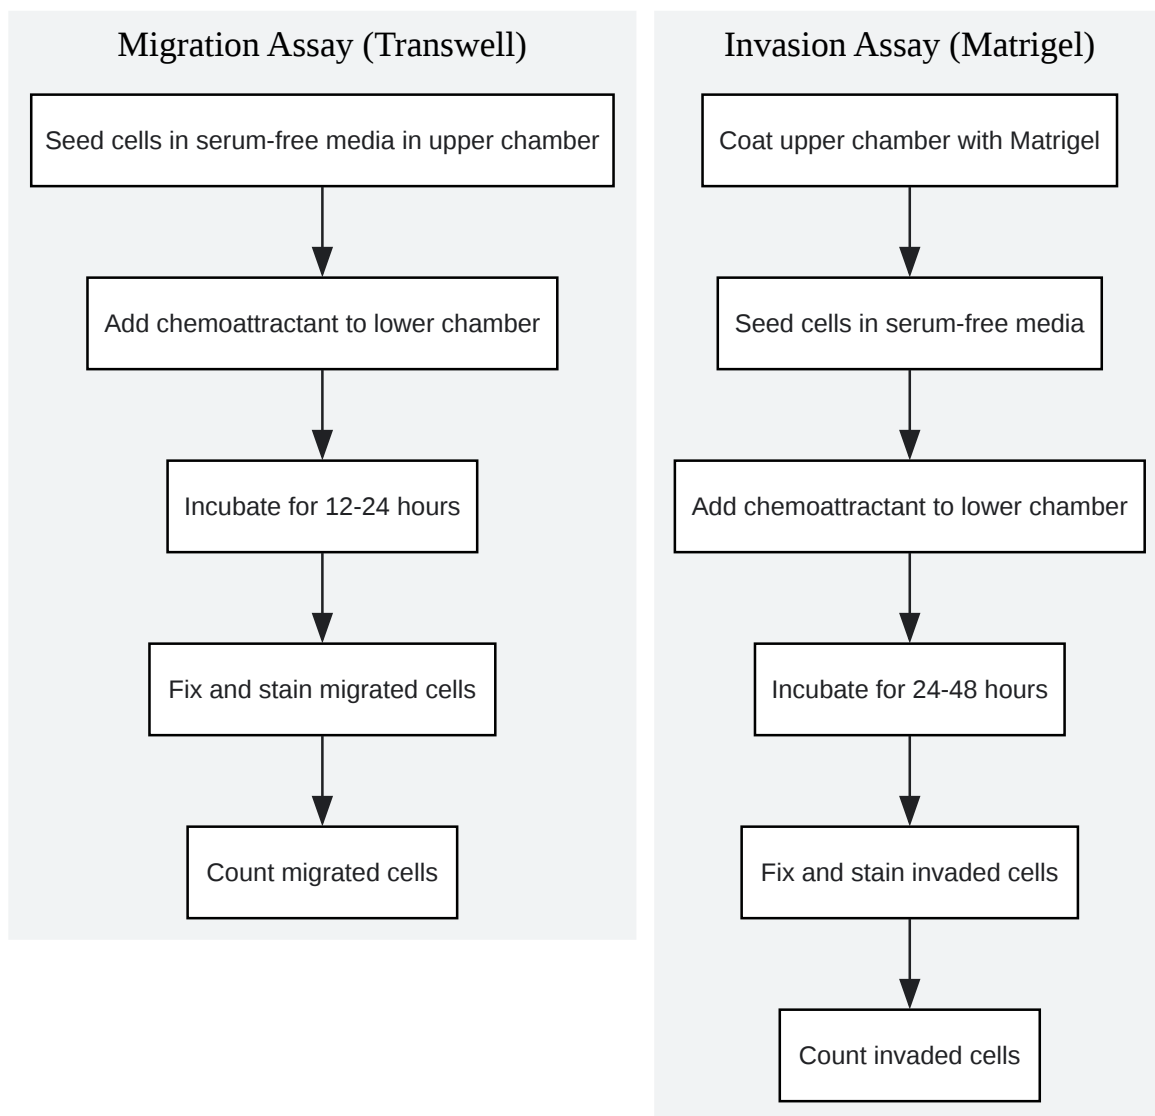 Migration Assay (Transwell)
Seed cells in serum-free media in upper chamber
Add chemoattractant to lower chamber
Incubate for 12-24 hours
Fix and stain migrated cells
Count migrated cells
Invasion Assay (Matrigel)
Coat upper chamber with Matrigel
Seed cells in serum-free media
Add chemoattractant to lower chamber
Incubate for 24-48 hours
Fix and stain invaded cells
Count invaded cells